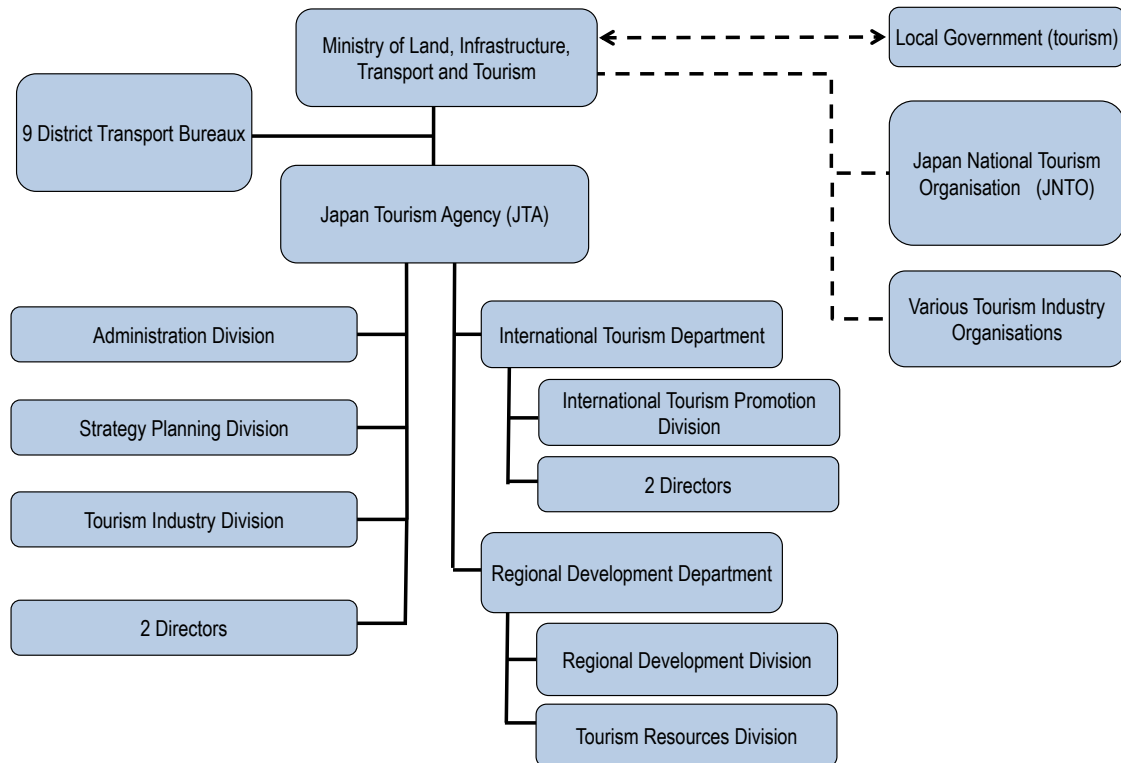 Ministry of Land, Infrastructure,
Transport and Tourism
Local Government (tourism)
9 District Transport Bureaux
Japan National Tourism
Organisation (JNTO)
Japan Tourism Agency (JTA)
Various Tourism Industry
Organisations
Administration Division
International Tourism Department
International Tourism Promotion
Division
Strategy Planning Division
2 Directors
Tourism Industry Division
Regional Development Department
2 Directors
Regional Development Division
Tourism Resources Division